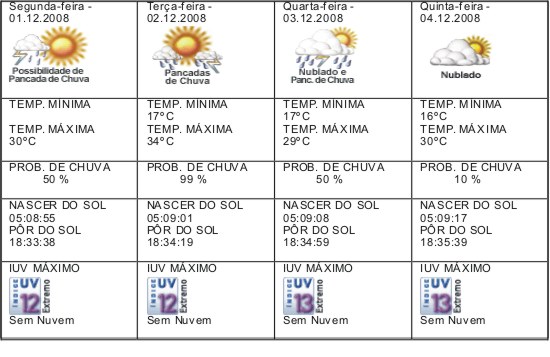 Segunda-feira -
01.12.2008
Possibilidade de
Pancada de Chuva
Terça-feira -
02.12.2008
Pancadas
de Chuva
Quarta-feira -
03.12.2008
Nublado e
Panc. de Chuva
Quinta-feira -
04.12.2008
Nublado
TEMP. MÍNIMA
TEMP. MÁXIMA
30ºC
TEMP. MÍNIMA
17ºC
TEMP. MÁXIMA
34ºC
TEMP. MÍNIMA
17ºC
TEMP. MÁXIMA
29ºC
TEMP. MÍNIMA
16ºC
TEMP. MÁXIMA
30ºC
PROB. DE CHUVA
50 %
PROB. DE CHUVA
99 %
PROB. DE CHUVA
50 %
PROB. DE CHUVA
10 %
NASCER DO SOL
05:08:55
PÔR DO SOL
18:33:38
NASCER DO SOL
05:09:01
PÔR DO SOL
18:34:19
NASCER DO SOL
05:09:08
PÔR DO SOL
18:34:59
NASCER DO SOL
05:09:17
PÔR DO SOL
18:35:39
IUV MÁXIMO
ÍNDICE
UV
12
Extremo
Sem Nuvem
IUV MÁXIMO
ÍNDICE
UV
12
Extremo
Sem Nuvem
IUV MÁXIMO
ÍNDICE
UV
13
Extremo
Sem Nuvem
IUV MÁXIMO
ÍNDICE
UV
13
Extremo
Sem Nuvem